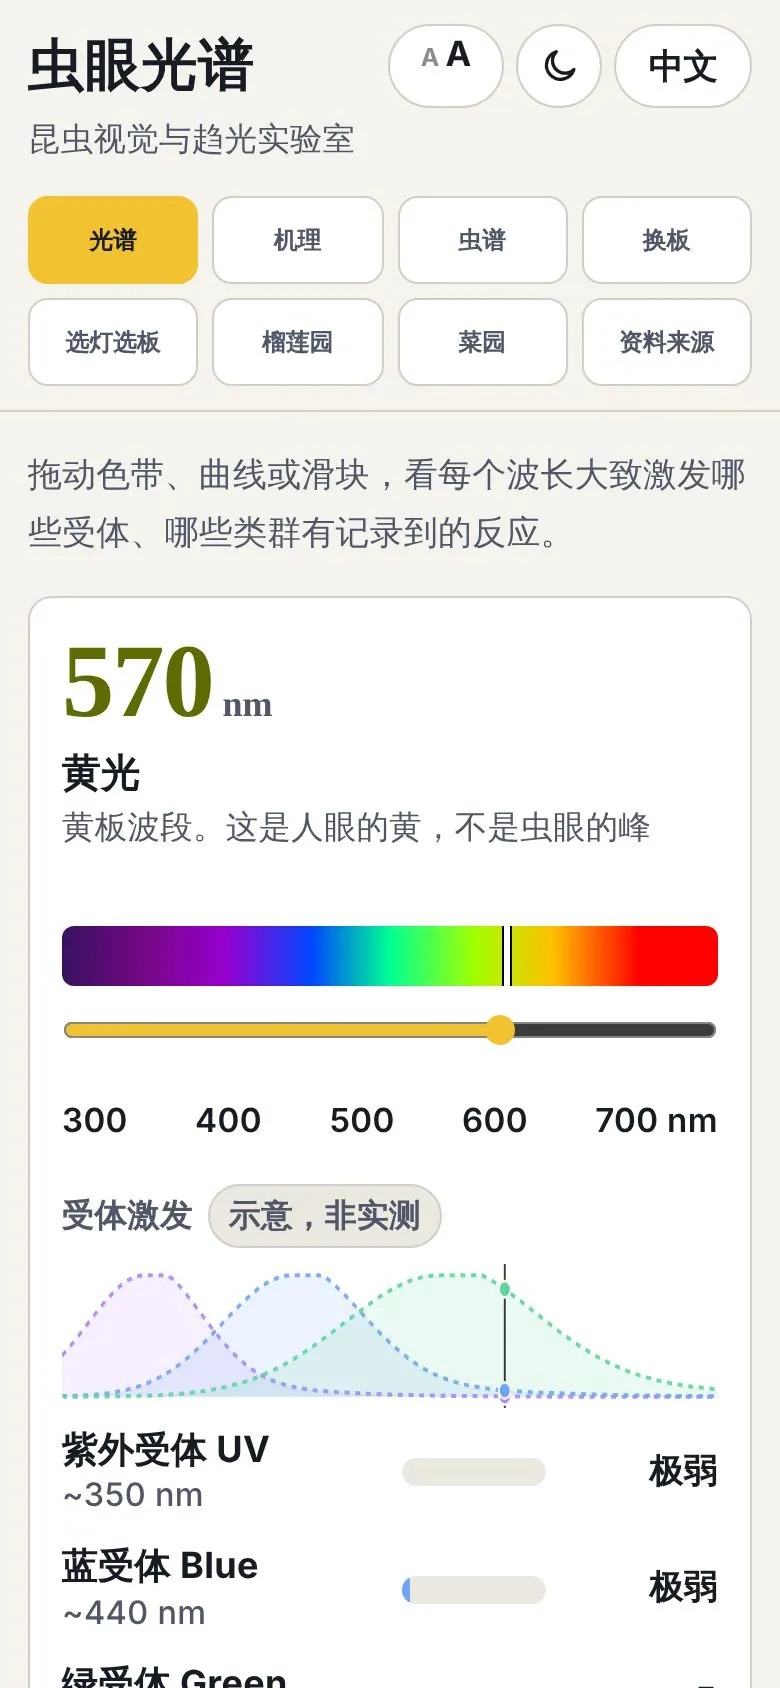 虫眼光谱
A A
中文
昆虫视觉与趋光实验室
光谱 机理 虫谱 换板
选灯选板 榴莲园 菜园 资料来源
拖动色带、曲线或滑块，看每个波长大致激发哪
些受体、哪些类群有记录到的反应。
570 nm
黄光
黄板波段。这是人眼的黄，不是虫眼的峰
300 400 500 600 700 nm
受体激发 示意，非实测
紫外受体 UV
~350 nm
极弱
蓝受体 Blue
~440 nm
极弱
绿受体 Green